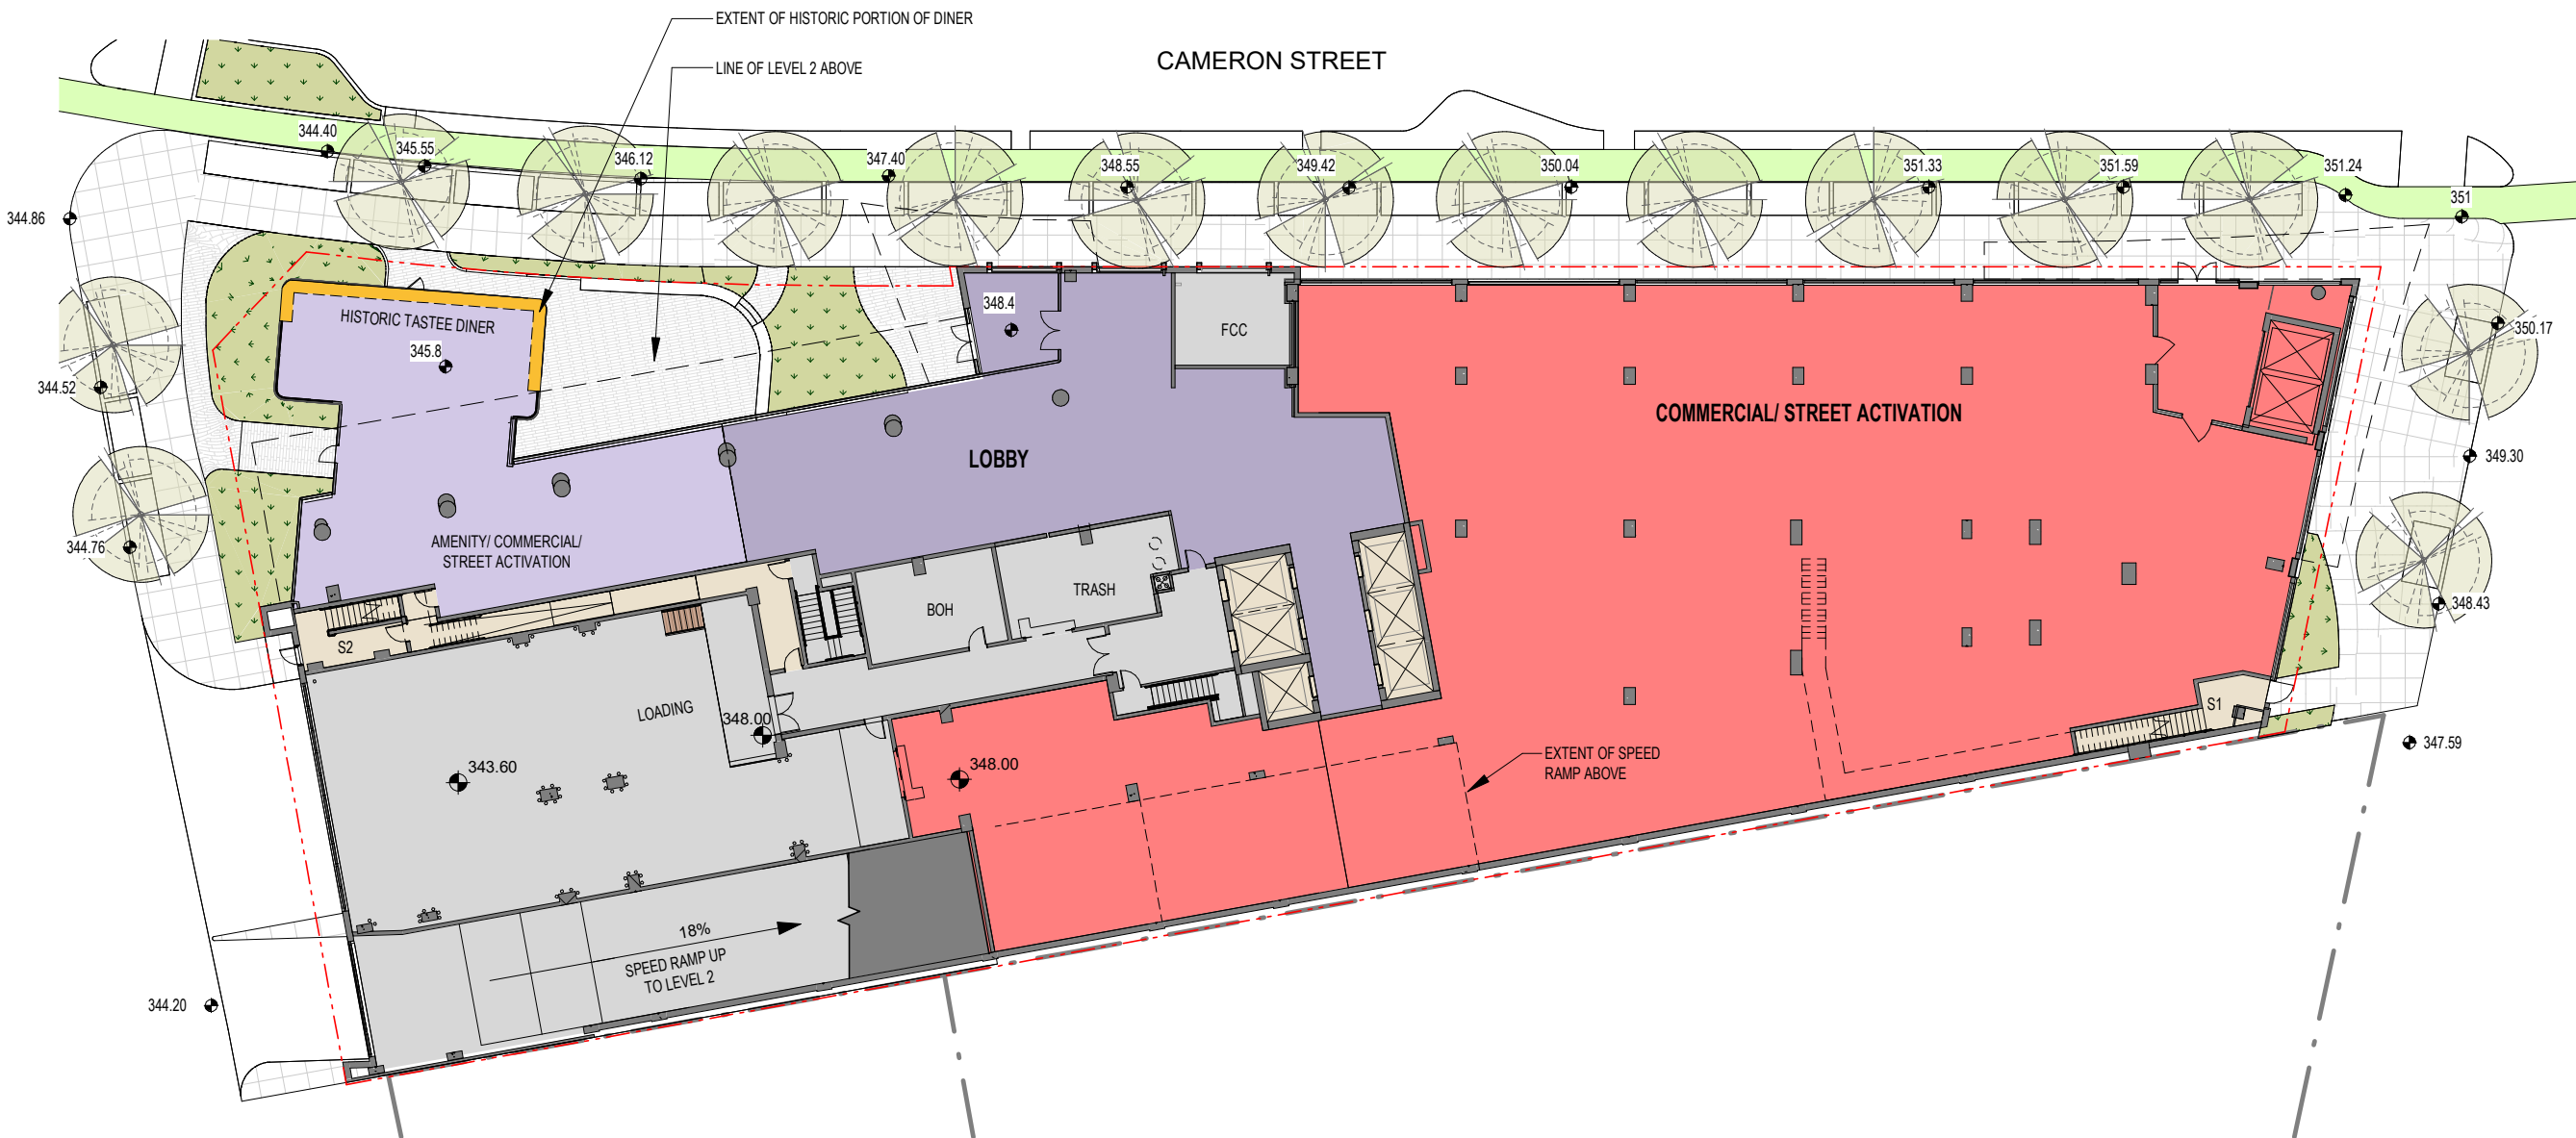 EXTENT OF HISTORIC PORTION OF DINER
CAMERON STREET
LINE OF LEVEL 2 ABOVE
344.40
345.55
346.12
347.40
348.55
349.42
350.04
351.33
351.59
351.24
351
344.86
HISTORIC TASTEE DINER
345.8
348.4
FCC
350.17
344.52
COMMERCIAL/ STREET ACTIVATION
LOBBY
349.30
344.76
AMENITY/ COMMERCIAL/
STREET ACTIVATION
BOH
TRASH
348.43
S2
LOADING
348.00
S1
347.59
343.60
348.00
EXTENT OF SPEED
RAMP ABOVE
18%
SPEED RAMP UP
TO LEVEL 2
344.20